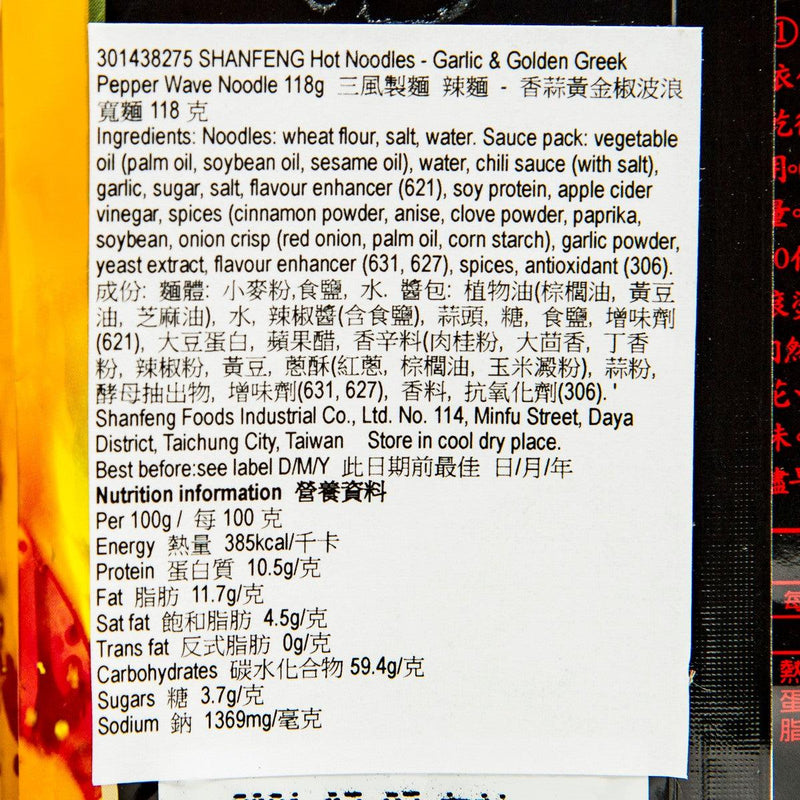 301438275 SHANFENG Hot Noodles - Garlic & Golden Greek
Pepper Wave Noodle 118g 三風製麵 辣麵 - 香蒜黃金椒波浪
寬麵 118 克
Ingredients: Noodles: wheat flour, salt, water. Sauce pack: vegetable
oil (palm oil, soybean oil, sesame oil), water, chili sauce (with salt),
garlic, sugar, salt, flavour enhancer (621), soy protein, apple cider
vinegar, spices (cinnamon powder, anise, clove powder, paprika,
soybean, onion crisp (red onion, palm oil, corn starch), garlic powder,
yeast extract, flavour enhancer (631, 627), spices, antioxidant (306).
成份: 麵體: 小麥粉,食鹽, 水. 醬包: 植物油(棕櫚油, 黃豆
油, 芝麻油), 水, 辣椒醬(含食鹽), 蒜頭, 糖, 食鹽, 增味劑
(621), 大豆蛋白, 蘋果醋, 香辛料(肉桂粉, 大茴香, 丁香
粉, 辣椒粉, 黃豆, 蔥酥(紅蔥, 棕櫚油, 玉米澱粉), 蒜粉,
酵母抽出物, 增味劑(631, 627), 香料, 抗氧化劑(306). '
Shanfeng Foods Industrial Co., Ltd. No. 114, Minfu Street, Daya
District, Taichung City, Taiwan Store in cool dry place.
Best before:see label D/M/Y 此日期前最佳 日/月/年
Nutrition information 營養資料
Per 100g / 每 100 克
Energy 熱量 385kcal/千卡
Protein 蛋白質 10.5g/克
Fat 脂肪 11.7g/克
Sat fat 飽和脂肪 4.5g/克
Trans fat 反式脂肪 0g/克
Carbohydrates 碳水化合物 59.4g/克
Sugars 糖 3.7g/克
Sodium 鈉 1369mg/毫克